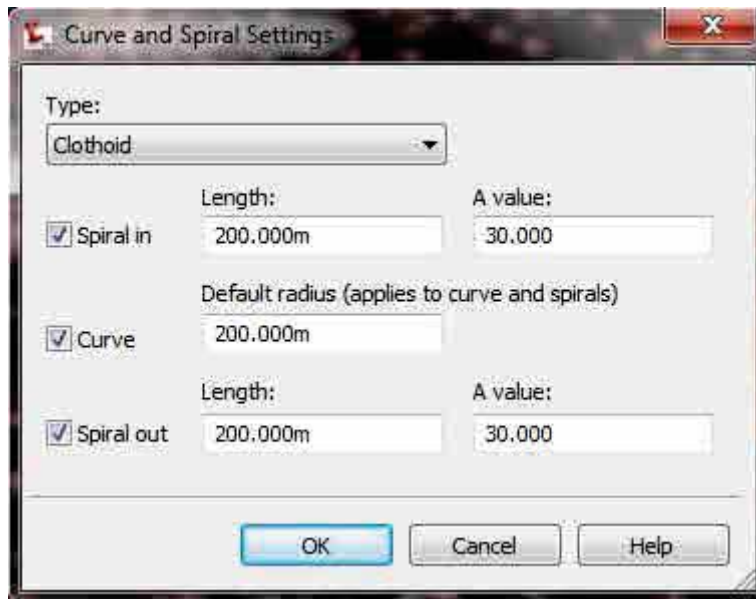 Curve and Spiral Settings
Type:
Clothoid
Length: A value:
Spiral in 200.000m 30.000
Default radius (applies to curve and spirals)
Curve 200.000m
Length: A value:
Spiral out 200.000m 30.000
OK Cancel Help